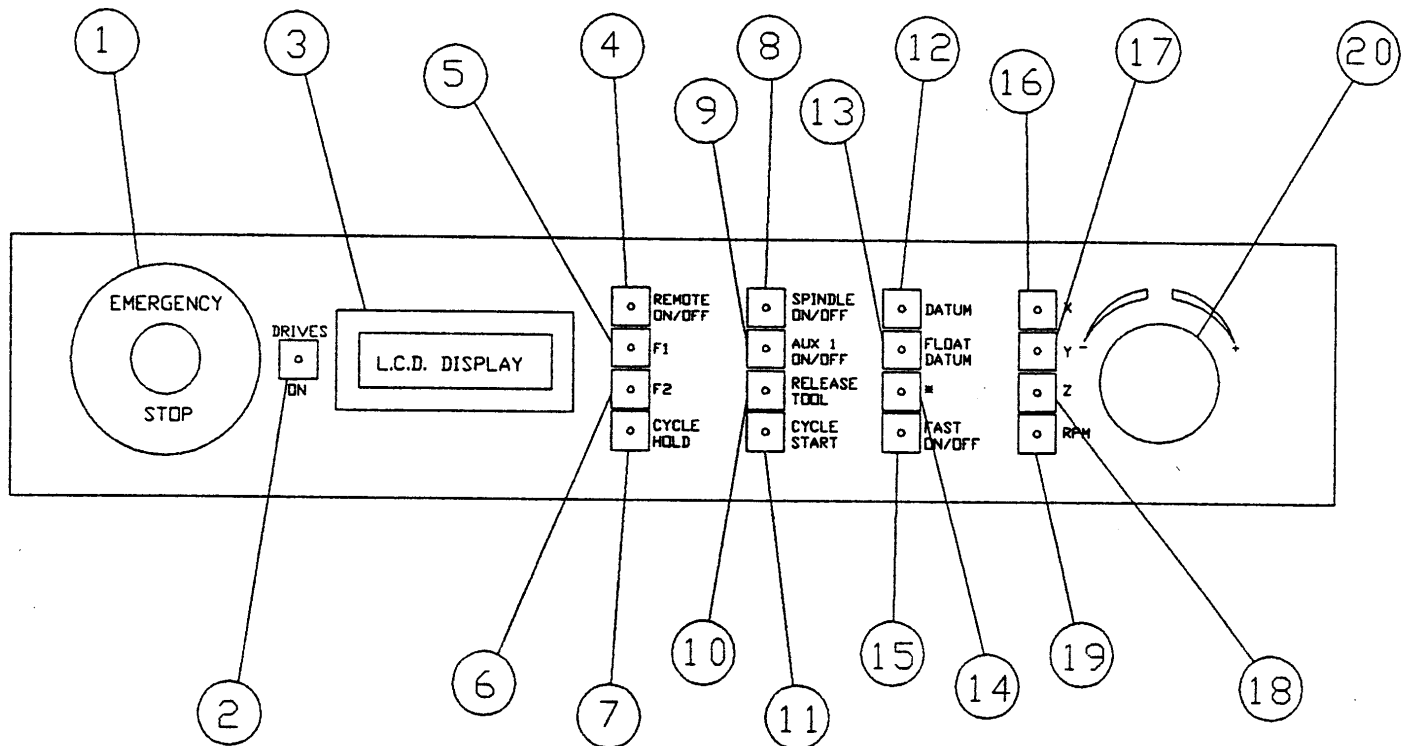 1
3
4
5
8
9
12
13
16
17
20
EMERGENCY
STOP
DRIVES
ON
L.C.D. DISPLAY
REMOTE
ON/OFF
F1
F2
CYCLE
HOLD
SPINDLE
ON/OFF
AUX 1
ON/OFF
RELEASE
TOOL
CYCLE
START
DATUM
FLOAT
DATUM
*
FAST
ON/OFF
X
Y
Z
RPM
-
+
2
6
7
10
11
15
14
19
18